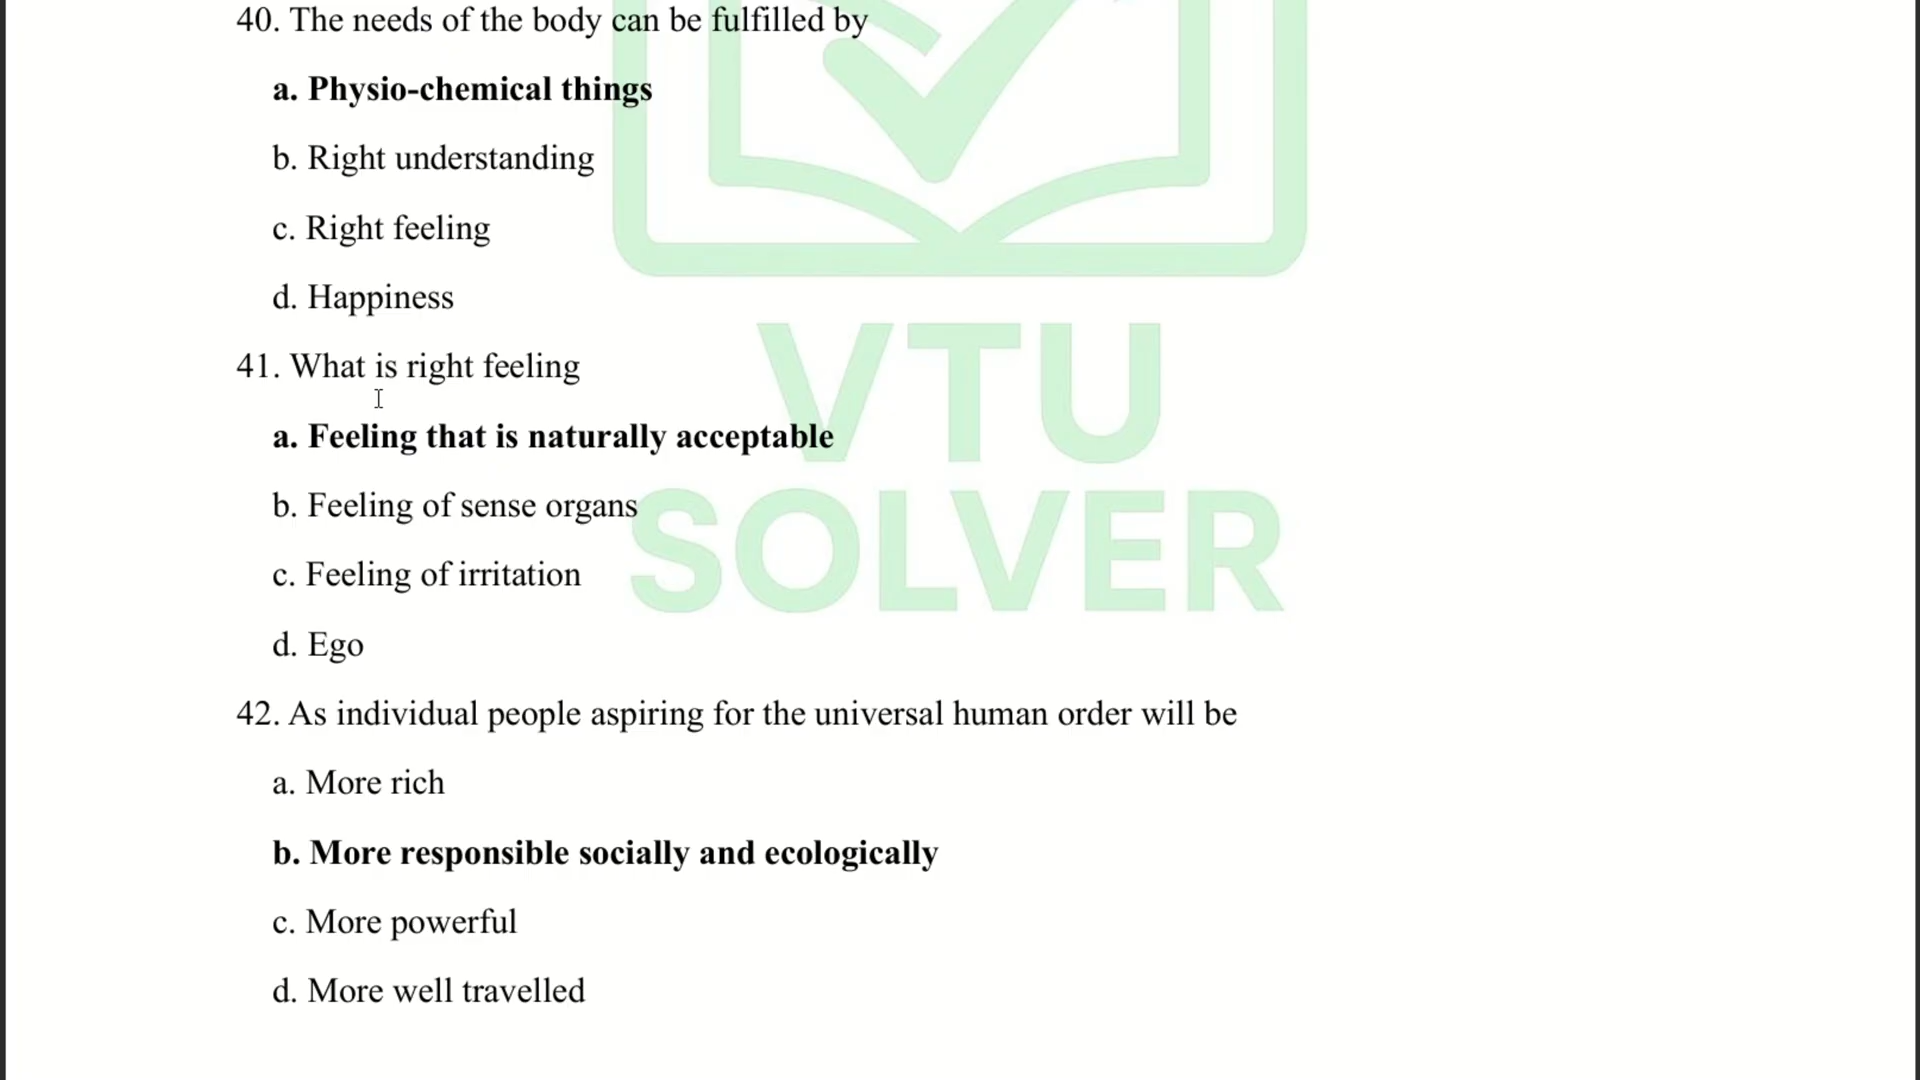 40. The needs of the body can be fulfilled by
a. Physio-chemical things
b. Right understanding
c. Right feeling
d. Happiness
41. What is right feeling
a. Feeling that is naturally acceptable
b. Feeling of sense organs
c. Feeling of irritation
d. Ego
42. As individual people aspiring for the universal human order will be
a. More rich
b. More responsible socially and ecologically
c. More powerful
d. More well travelled
VTU
SOLVER